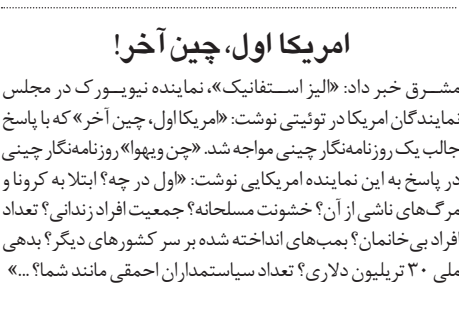 امریکا اول، چین آخر!
مشــرق خبر داد: «الیز اســتفانیک»، نماینده نیویــورک در مجلس
نمایندگان امریکا در توئیتی نوشت: «امریکا اول، چین آخر» که با پاسخ
جالب یک روزنامه‌نگار چینی مواجه شد. «چن ویهوا» روزنامه‌نگار چینی
در پاسخ به این نماینده امریکایی نوشت: «اول در چه؟ ابتلا به کرونا و
مرگ‌های ناشی از آن؟ خشونت مسلحانه؟ جمعیت افراد زندانی؟ تعداد
افراد بی‌خانمان؟ بمب‌های انداخته شده بر سر کشورهای دیگر؟ بدهی
ملی ۳۰ تریلیون دلاری؟ تعداد سیاستمداران احمقی مانند شما؟ ...»